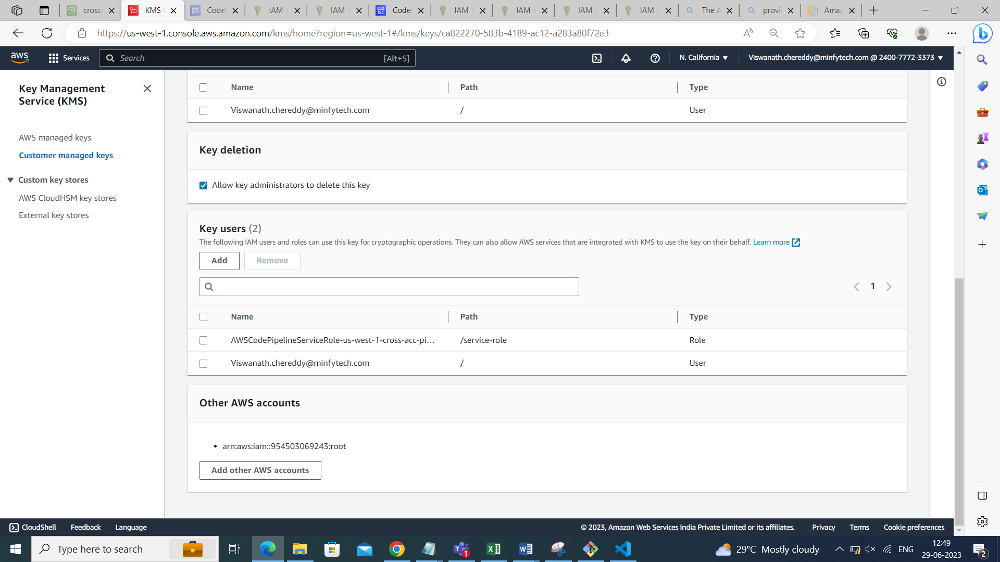 crossa
KMS
Code
IAM >
IAM >
Code
IAM >
IAM >
IAM >
IAM >
The A
provi
Amaz
https://us-west-1.console.aws.amazon.com/kms/home?region=us-west-1#/kms/keys/ca822270-583b-4189-ac12-a283a80f72e3
aws
Services
Search
[Alt+S]
N. California
Viswanath.chereddy@minfytech.com @ 2400-7772-3373
Key Management
Service (KMS)
AWS managed keys
Customer managed keys
Custom key stores
AWS CloudHSM key stores
External key stores
Name Path Type
Viswanath.chereddy@minfytech.com / User
Key deletion
Allow key administrators to delete this key
Key users (2)
The following IAM users and roles can use this key for cryptographic operations. They can also allow AWS services that are integrated with KMS to use the key on their behalf. Learn more
Add Remove
1
Name Path Type
AWSCodePipelineServiceRole-us-west-1-cross-acc-pi... /service-role Role
Viswanath.chereddy@minfytech.com / User
Other AWS accounts
• arn:aws:iam::954503069243:root
Add other AWS accounts
CloudShell Feedback Language
© 2023, Amazon Web Services India Private Limited or its affiliates. Privacy Terms Cookie preferences
Type here to search
1
29°C Mostly cloudy
ENG
12:49
29-06-2023
2